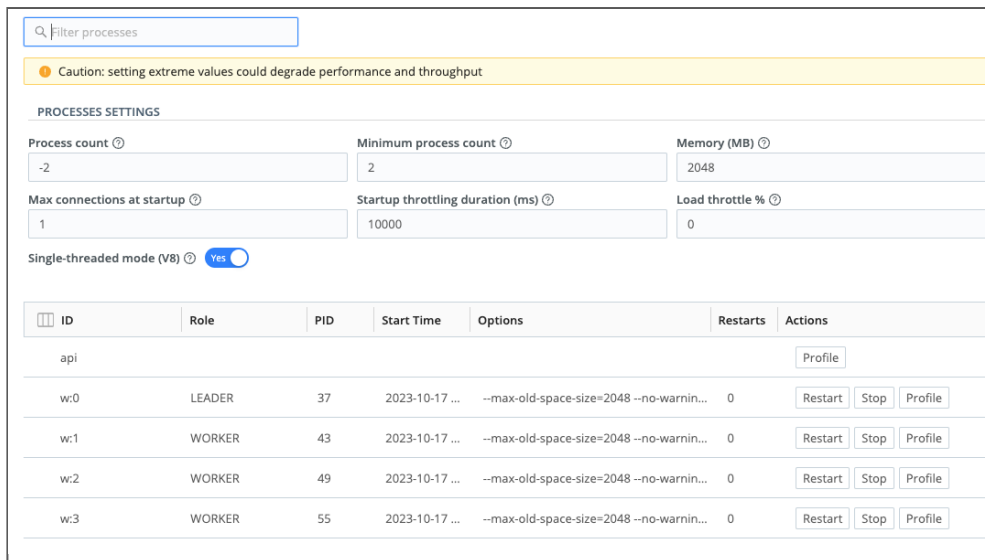 Filter processes
Caution: setting extreme values could degrade performance and throughput
PROCESSES SETTINGS
Process count Minimum process count Memory (MB)
-2 2 2048
Max connections at startup Startup throttling duration (ms) Load throttle %
1 10000 0
Single-threaded mode (V8) Yes
ID Role PID Start Time Options Restarts Actions
api Profile
w:0 LEADER 37 2023-10-17 ... --max-old-space-size=2048 --no-warnin... 0 Restart Stop Profile
w:1 WORKER 43 2023-10-17 ... --max-old-space-size=2048 --no-warnin... 0 Restart Stop Profile
w:2 WORKER 49 2023-10-17 ... --max-old-space-size=2048 --no-warnin... 0 Restart Stop Profile
w:3 WORKER 55 2023-10-17 ... --max-old-space-size=2048 --no-warnin... 0 Restart Stop Profile